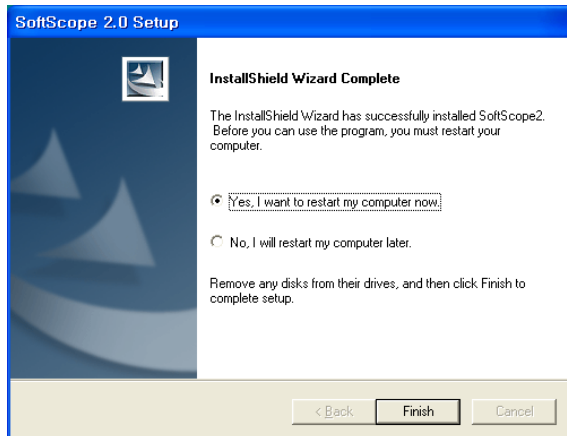 SoftScope 2.0 Setup
InstallShield Wizard Complete
The InstallShield Wizard has successfully installed SoftScope2.
Before you can use the program, you must restart your
computer.
Yes, I want to restart my computer now.
No, I will restart my computer later.
Remove any disks from their drives, and then click Finish to
complete setup.
< Back Finish Cancel